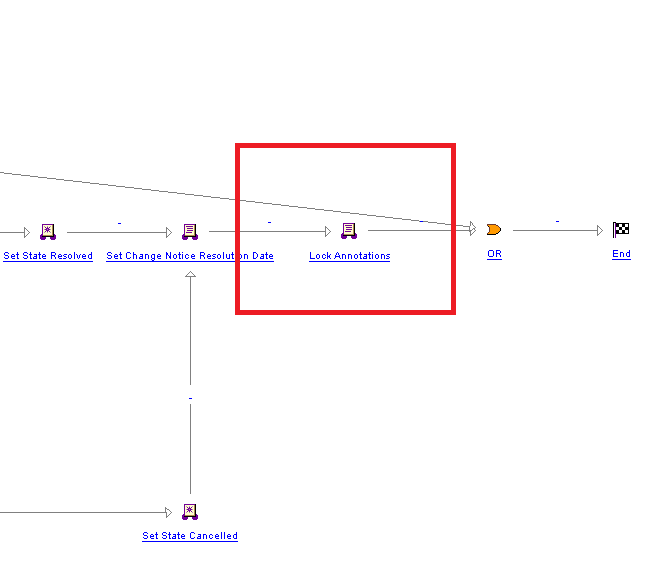 Set State Resolved
Set Change Notice Resolution Date
Lock Annotations
OR
End
Set State Cancelled